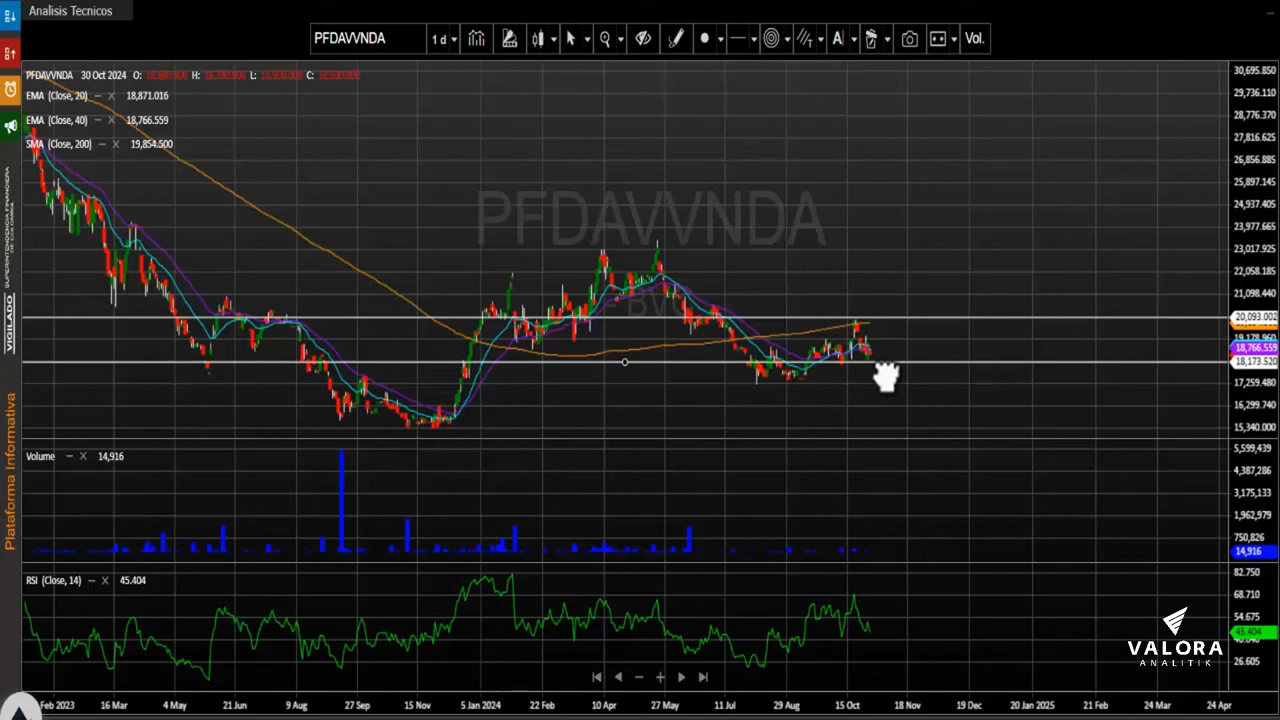 Analisis Tecnicos
PFDAVVNDA 1 d Vol.
PFDAVVNDA 30 Oct 2024 O: H: L: C:
EMA (Close, 20) 18,871.016
EMA (Close, 40) 18,766.559
SMA (Close, 200) 19,854.500
PFDAVVNDA
BVC
30,695.850
29,736.110
28,776.370
27,816.625
26,856.885
25,897.145
24,937.405
23,977.665
23,017.925
22,058.185
21,098.440
20,093.002
18,766.559
18,173.520
17,259.480
16,299.740
15,340.000
Volume 14,916
5,599,439
4,387,286
3,175,133
1,962,979
750,826
14,916
RSI (Close, 14) 45.404
82.750
68.710
54.675
45.404
26.605
Feb 2023 16 Mar 4 May 21 Jun 9 Aug 27 Sep 15 Nov 5 Jan 2024 22 Feb 10 Apr 27 May 11 Jul 29 Aug 15 Oct 18 Nov 19 Dec 20 Jan 2025 21 Feb 24 Mar 24 Apr
VIGILADO SUPERINTENDENCIA FINANCIERA
Plataforma Informativa
VALORA
ANALITIK